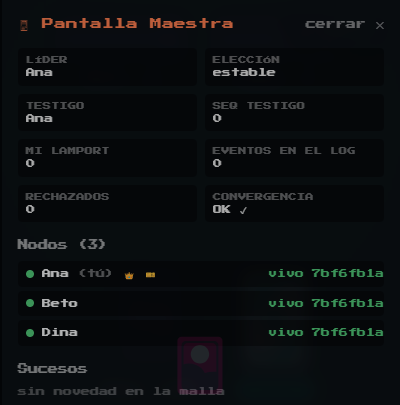 Pantalla Maestra cerrar ×
LíDER ELECCIóN
Ana estable
TESTIGO SEQ TESTIGO
Ana 0
MI LAMPORT EVENTOS EN EL LOG
0 0
RECHAZADOS CONVERGENCIA
0 OK ✓
Nodos (3)
Ana (tú) vivo 7bf6fb1a
Beto vivo 7bf6fb1a
Dina vivo 7bf6fb1a
Sucesos
sin novedad en la malla